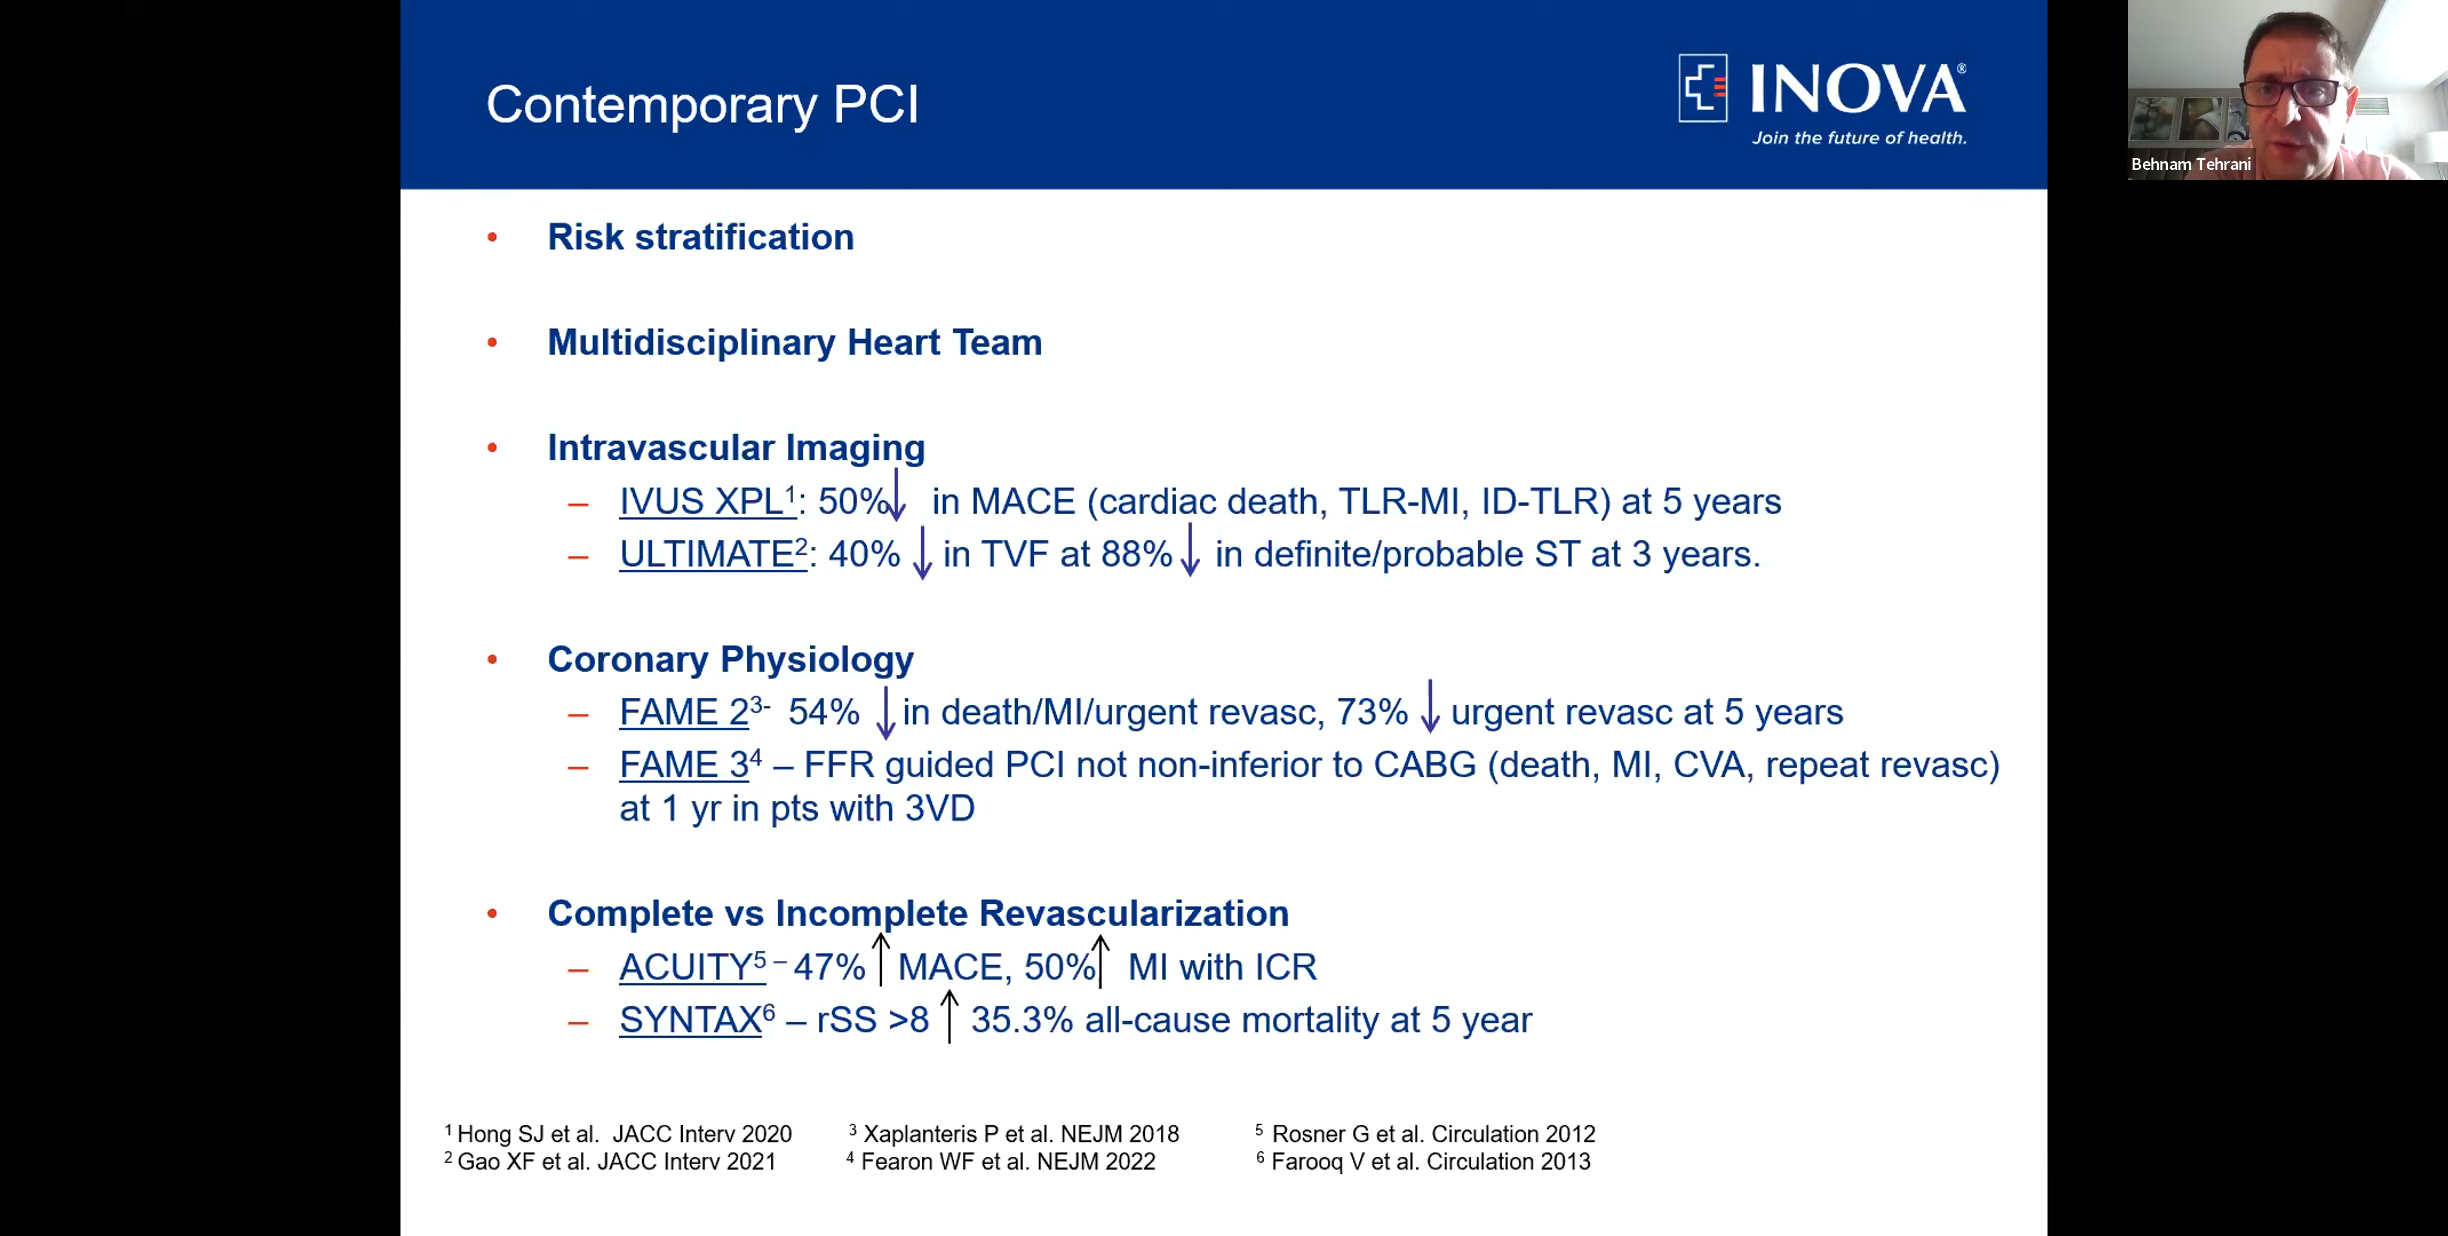 Contemporary PCI
INOVA®
Join the future of health.
Behnam Tehrani
• Risk stratification
• Multidisciplinary Heart Team
• Intravascular Imaging
– IVUS XPL¹: 50%↓ in MACE (cardiac death, TLR-MI, ID-TLR) at 5 years
– ULTIMATE²: 40% ↓ in TVF at 88%↓ in definite/probable ST at 3 years.
• Coronary Physiology
– FAME 2³⁻ 54% ↓ in death/MI/urgent revasc, 73% ↓ urgent revasc at 5 years
– FAME 3⁴ – FFR guided PCI not non-inferior to CABG (death, MI, CVA, repeat revasc)
at 1 yr in pts with 3VD
• Complete vs Incomplete Revascularization
– ACUITY⁵ – 47% ↑ MACE, 50%↑ MI with ICR
– SYNTAX⁶ – rSS >8 ↑ 35.3% all-cause mortality at 5 year
¹ Hong SJ et al. JACC Interv 2020
² Gao XF et al. JACC Interv 2021
³ Xaplanteris P et al. NEJM 2018
⁴ Fearon WF et al. NEJM 2022
⁵ Rosner G et al. Circulation 2012
⁶ Farooq V et al. Circulation 2013